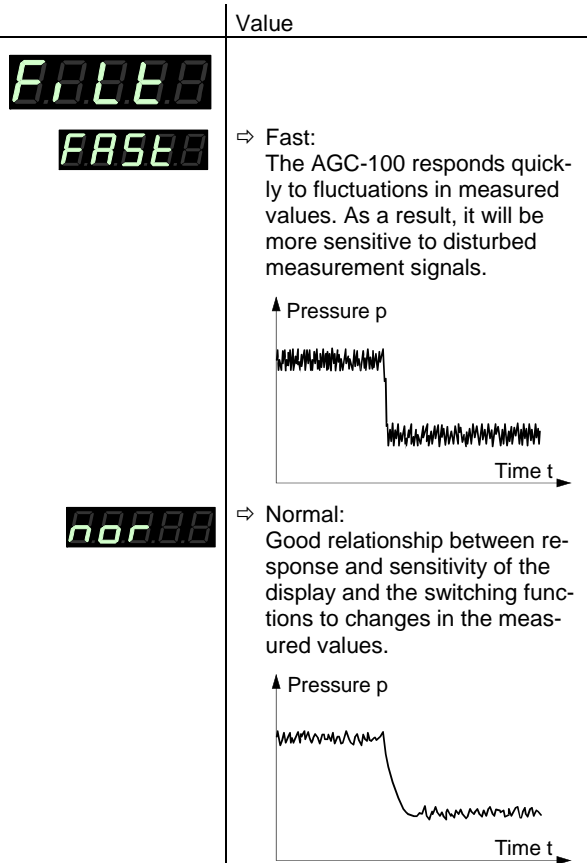 Value
FiLt
FASt
⇨ Fast:
The AGC-100 responds quick-
ly to fluctuations in measured
values. As a result, it will be
more sensitive to disturbed
measurement signals.
Pressure p
Time t
nor
⇨ Normal:
Good relationship between re-
sponse and sensitivity of the
display and the switching func-
tions to changes in the meas-
ured values.
Pressure p
Time t